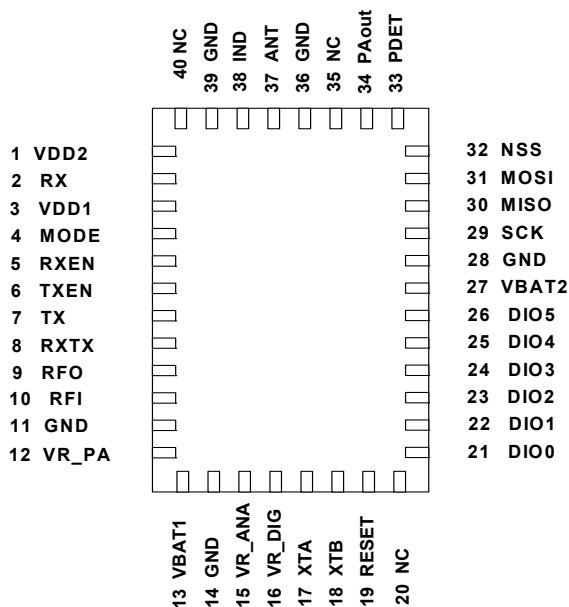 40 NC
39 GND
38 IND
37 ANT
36 GND
35 NC
34 PAout
33 PDET
1 VDD2
2 RX
3 VDD1
4 MODE
5 RXEN
6 TXEN
7 TX
8 RXTX
9 RFO
10 RFI
11 GND
12 VR_PA
32 NSS
31 MOSI
30 MISO
29 SCK
28 GND
27 VBAT2
26 DIO5
25 DIO4
24 DIO3
23 DIO2
22 DIO1
21 DIO0
13 VBAT1
14 GND
15 VR_ANA
16 VR_DIG
17 XTA
18 XTB
19 RESET
20 NC